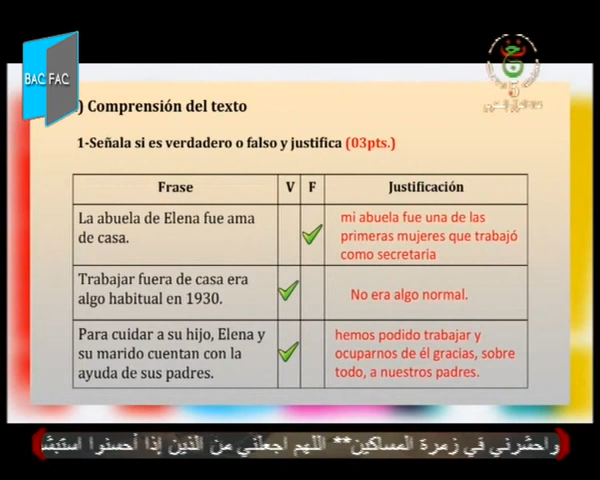 BAC FAC
) Comprensión del texto
1-Señala si es verdadero o falso y justifica (03pts.)
Frase V F Justificación
La abuela de Elena fue ama
de casa.
mi abuela fue una de las
primeras mujeres que trabajó
como secretaria
Trabajar fuera de casa era
algo habitual en 1930.
No era algo normal.
Para cuidar a su hijo, Elena y
su marido cuentan con la
ayuda de sus padres.
hemos podido trabajar y
ocuparnos de él gracias, sobre
todo, a nuestros padres.
واحشرني في زمرة المساكين** اللهم اجعلني من الذين إذا أحسنوا استبش